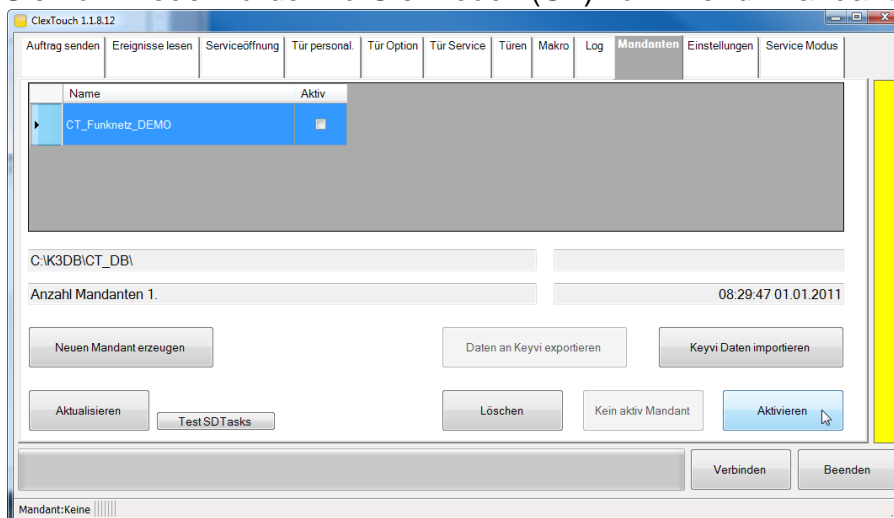 ClexTouch 1.1.8.12
Auftrag senden Ereignisse lesen Serviceöffnung Tür personal. Tür Option Tür Service Türen Makro Log Mandanten Einstellungen Service Modus
Name Aktiv
CT_Funknetz_DEMO
C:\K3DB\CT_DB\
Anzahl Mandanten 1. 08:29:47 01.01.2011
Neuen Mandant erzeugen Daten an Keyvi exportieren Keyvi Daten importieren
Aktualisieren Test SDTasks Löschen Kein aktiv Mandant Aktivieren
Verbinden Beenden
Mandant:Keine